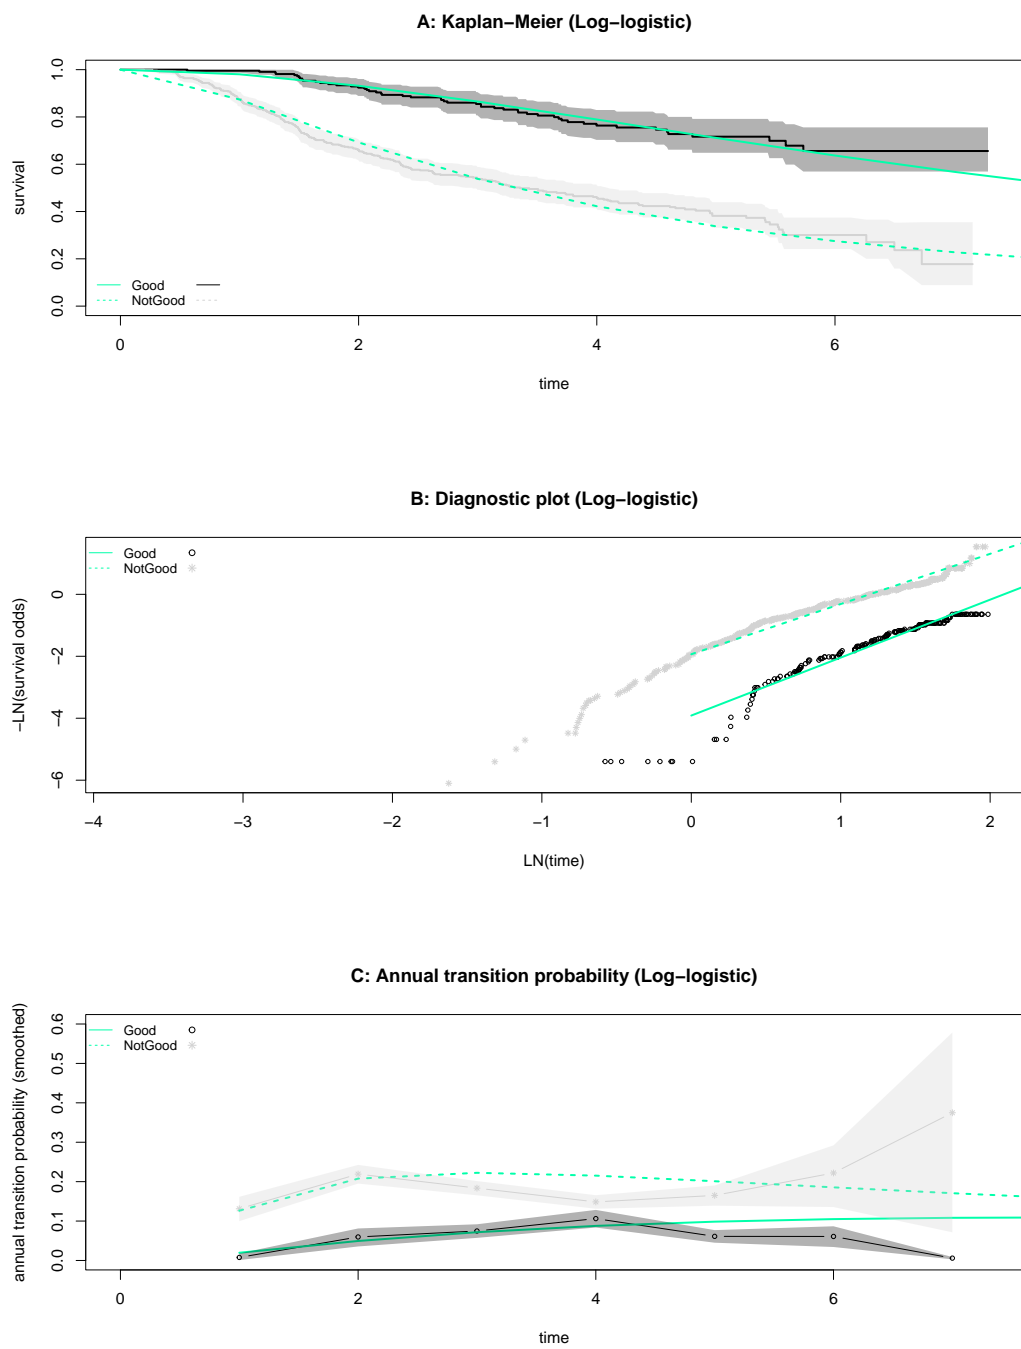 A: Kaplan−Meier (Log−logistic)
survival
0.0 0.2 0.4 0.6 0.8 1.0
Good
NotGood
0 2 4 6
time
B: Diagnostic plot (Log−logistic)
−LN(survival odds)
−6 −4 −2 0
Good
NotGood
−4 −3 −2 −1 0 1 2
LN(time)
C: Annual transition probability (Log−logistic)
annual transition probability (smoothed)
0.0 0.1 0.2 0.3 0.4 0.5 0.6
Good
NotGood
0 2 4 6
time